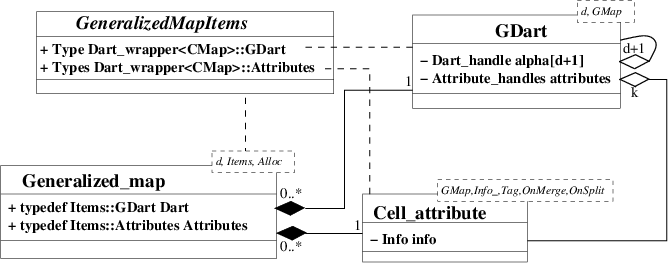 GeneralizedMapItems
+ Type Dart_wrapper<CMap>::GDart
+ Types Dart_wrapper<CMap>::Attributes
d, GMap
GDart
− Dart_handle alpha[d+1]
− Attribute_handles attributes
d+1
k
1
d, Items, Alloc
Generalized_map
+ typedef Items::GDart Dart
+ typedef Items::Attributes Attributes
0..*
0..*
1
GMap,Info_,Tag,OnMerge,OnSplit
Cell_attribute
− Info info